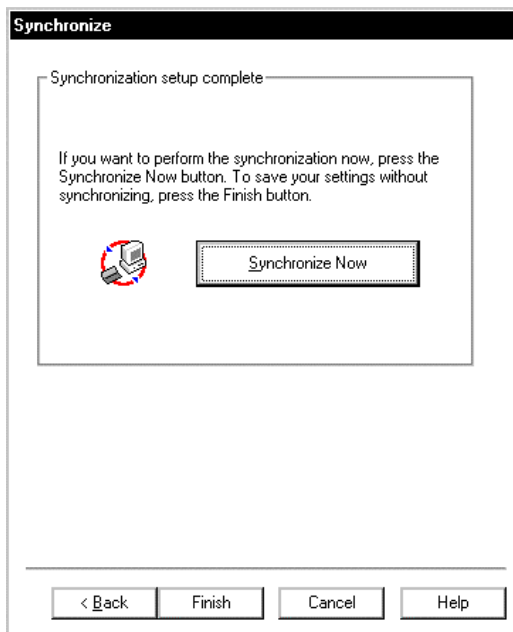 Synchronize
Synchronization setup complete
If you want to perform the synchronization now, press the
Synchronize Now button. To save your settings without
synchronizing, press the Finish button.
Synchronize Now
< Back Finish Cancel Help